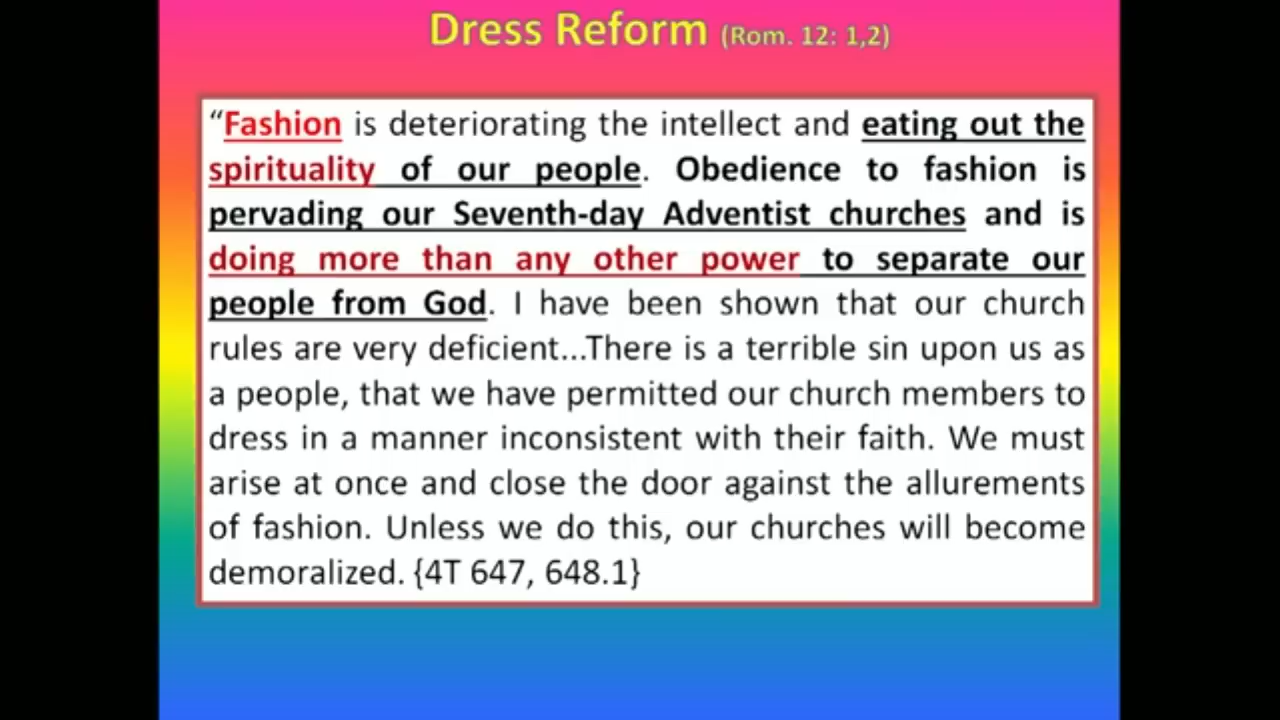 Dress Reform (Rom. 12: 1,2)
“Fashion is deteriorating the intellect and eating out the
spirituality of our people. Obedience to fashion is
pervading our Seventh-day Adventist churches and is
doing more than any other power to separate our
people from God. I have been shown that our church
rules are very deficient...There is a terrible sin upon us as
a people, that we have permitted our church members to
dress in a manner inconsistent with their faith. We must
arise at once and close the door against the allurements
of fashion. Unless we do this, our churches will become
demoralized. {4T 647, 648.1}